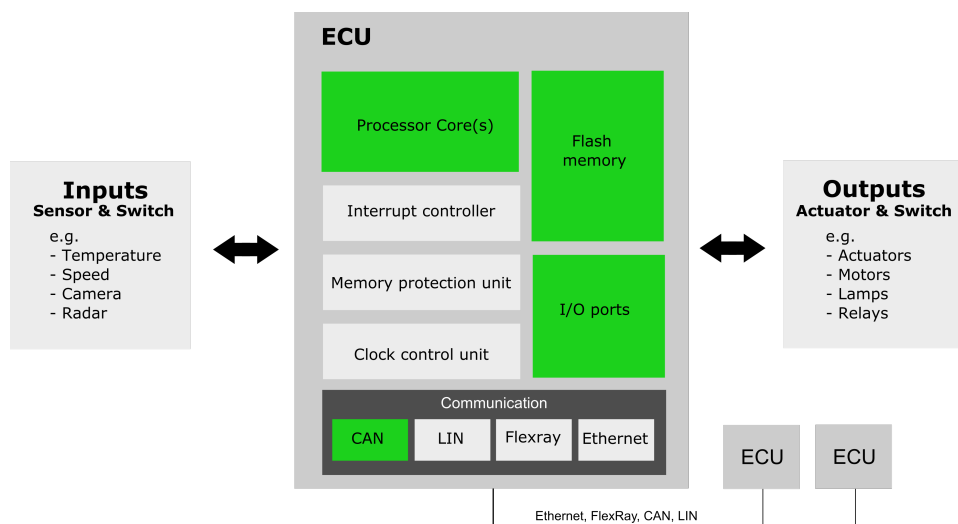 ECU
Processor Core(s)
Flash
memory
Interrupt controller
Memory protection unit
I/O ports
Clock control unit
Communication
CAN
LIN
Flexray
Ethernet
Inputs
Sensor & Switch
e.g.
- Temperature
- Speed
- Camera
- Radar
Outputs
Actuator & Switch
e.g.
- Actuators
- Motors
- Lamps
- Relays
ECU
ECU
Ethernet, FlexRay, CAN, LIN